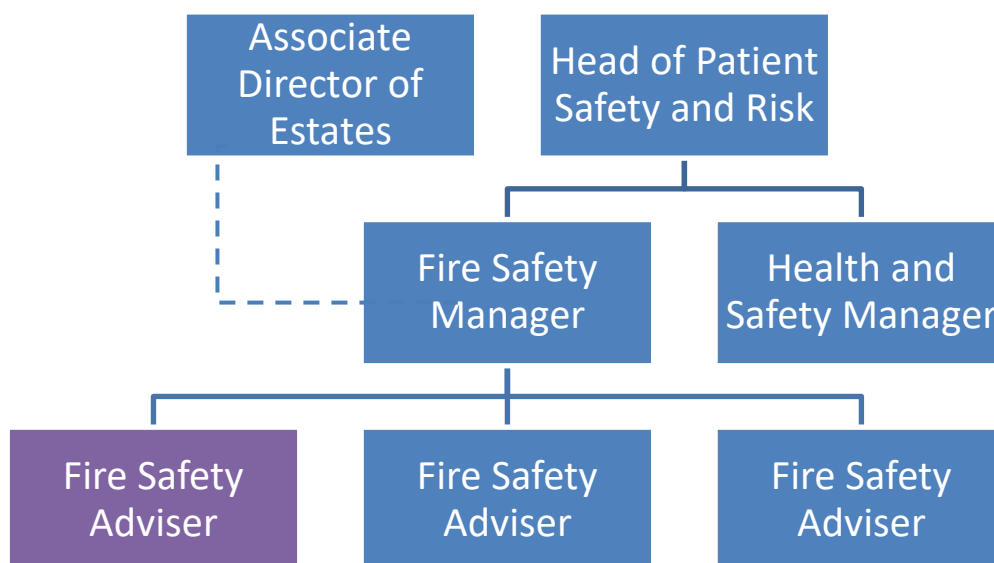 Associate
Director of
Estates
Head of Patient
Safety and Risk
Fire Safety
Manager
Health and
Safety Manager
Fire Safety
Adviser
Fire Safety
Adviser
Fire Safety
Adviser